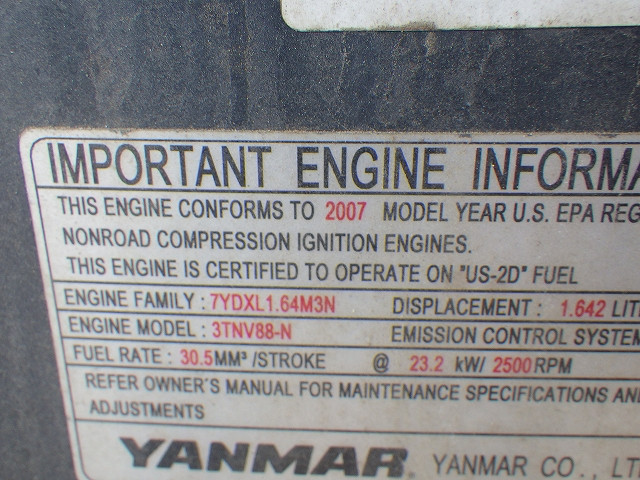 IMPORTANT ENGINE INFORMA
THIS ENGINE CONFORMS TO 2007 MODEL YEAR U.S. EPA REG
NONROAD COMPRESSION IGNITION ENGINES.
THIS ENGINE IS CERTIFIED TO OPERATE ON "US-2D" FUEL
ENGINE FAMILY : 7YDXL1.64M3N DISPLACEMENT : 1.642 LIT
ENGINE MODEL : 3TNV88-N EMISSION CONTROL SYSTEM
FUEL RATE : 30.5MM³ /STROKE @ 23.2 kW/ 2500RPM
REFER OWNER'S MANUAL FOR MAINTENANCE SPECIFICATIONS AND
ADJUSTMENTS
YANMAR® YANMAR CO., LT